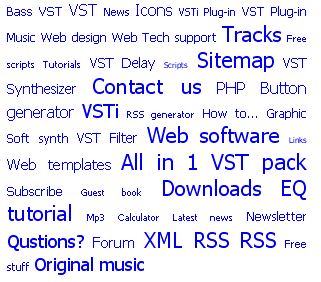 Bass VST VST News Icons VSTi Plug-in VST Plug-in
Music Web design Web Tech support Tracks Free
scripts Tutorials VST Delay Scripts Sitemap VST
Synthesizer Contact us PHP Button
generator VSTi RSS generator How to... Graphic
Soft synth VST Filter Web software Links
Web templates All in 1 VST pack
Subscribe Guest book Downloads EQ
tutorial Mp3 Calculator Latest news Newsletter
Qustions? Forum XML RSS RSS Free
stuff Original music